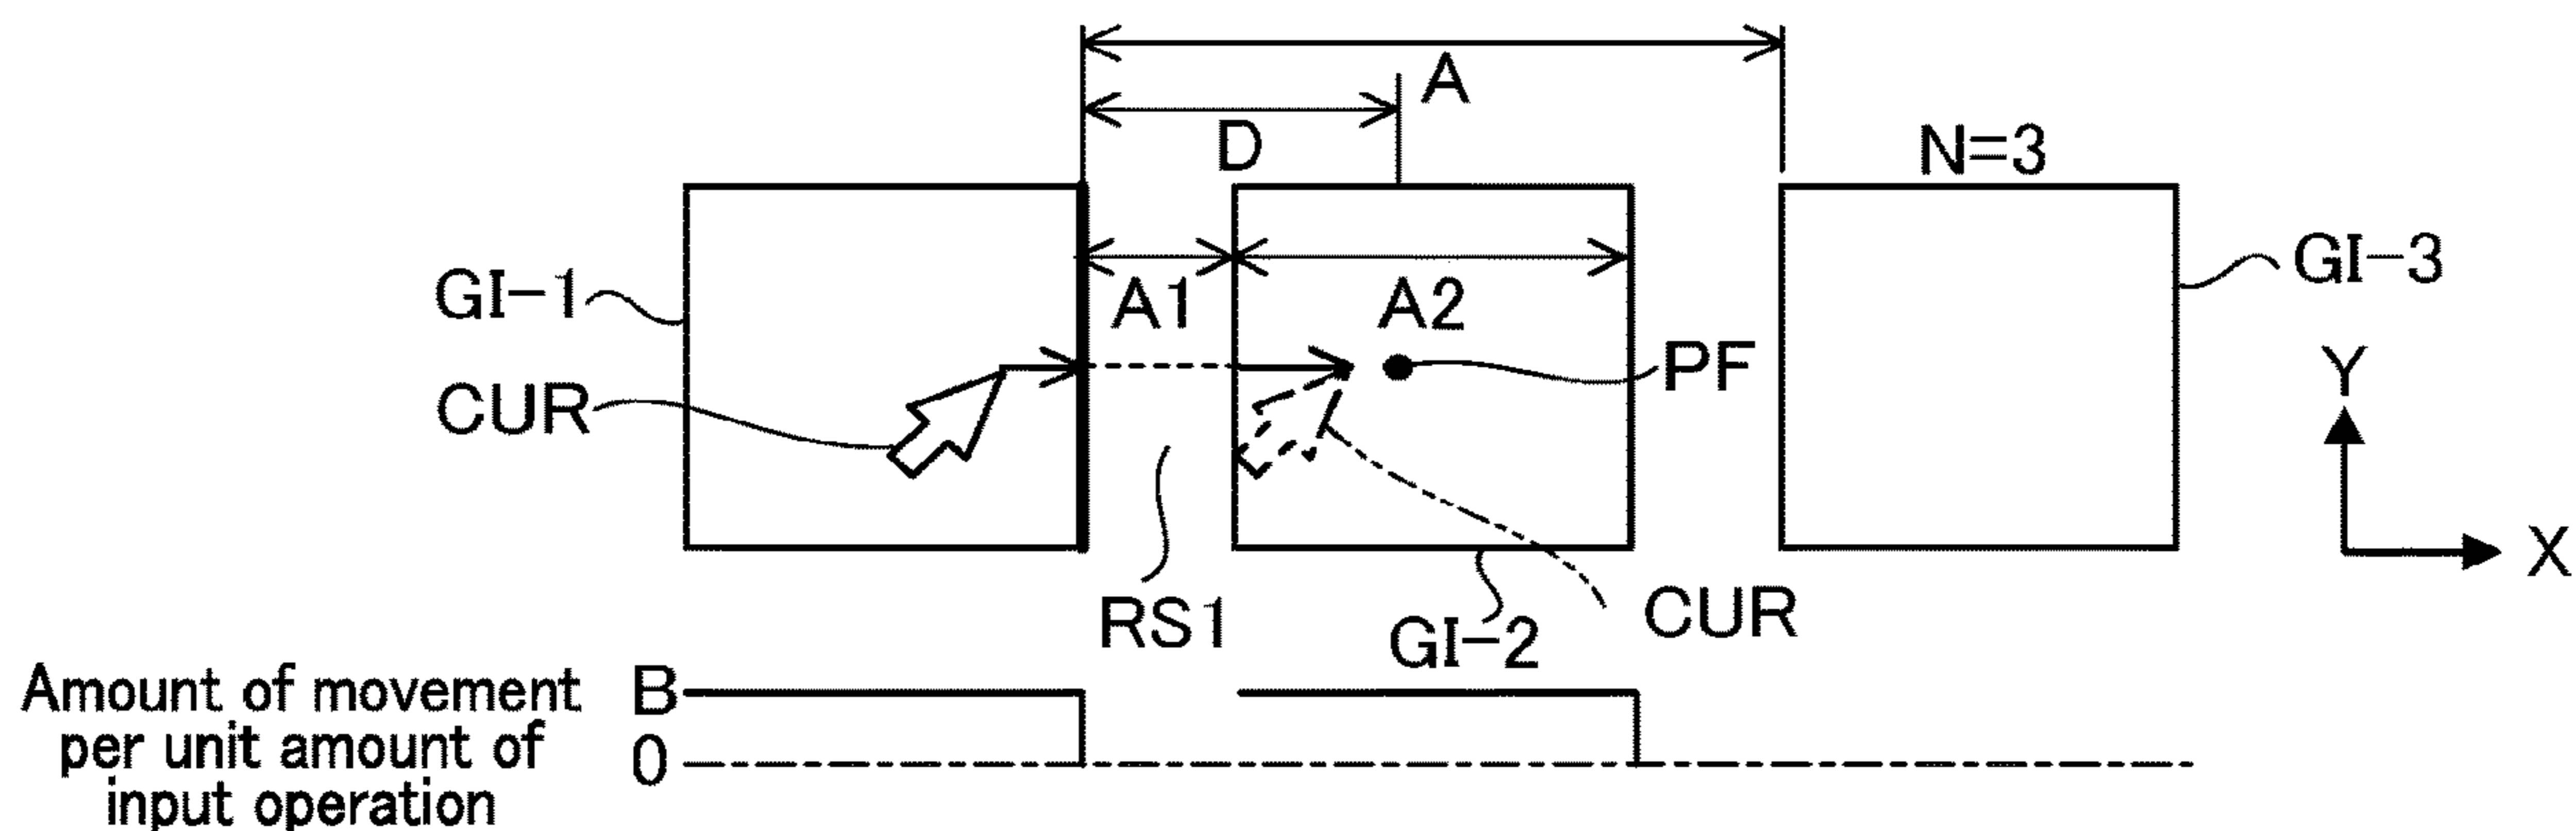 A
D
N=3
GI-1
A1
A2
GI-3
CUR
PF
Y
X
RS1
GI-2
CUR
Amount of movement
per unit amount of
input operation
B
0